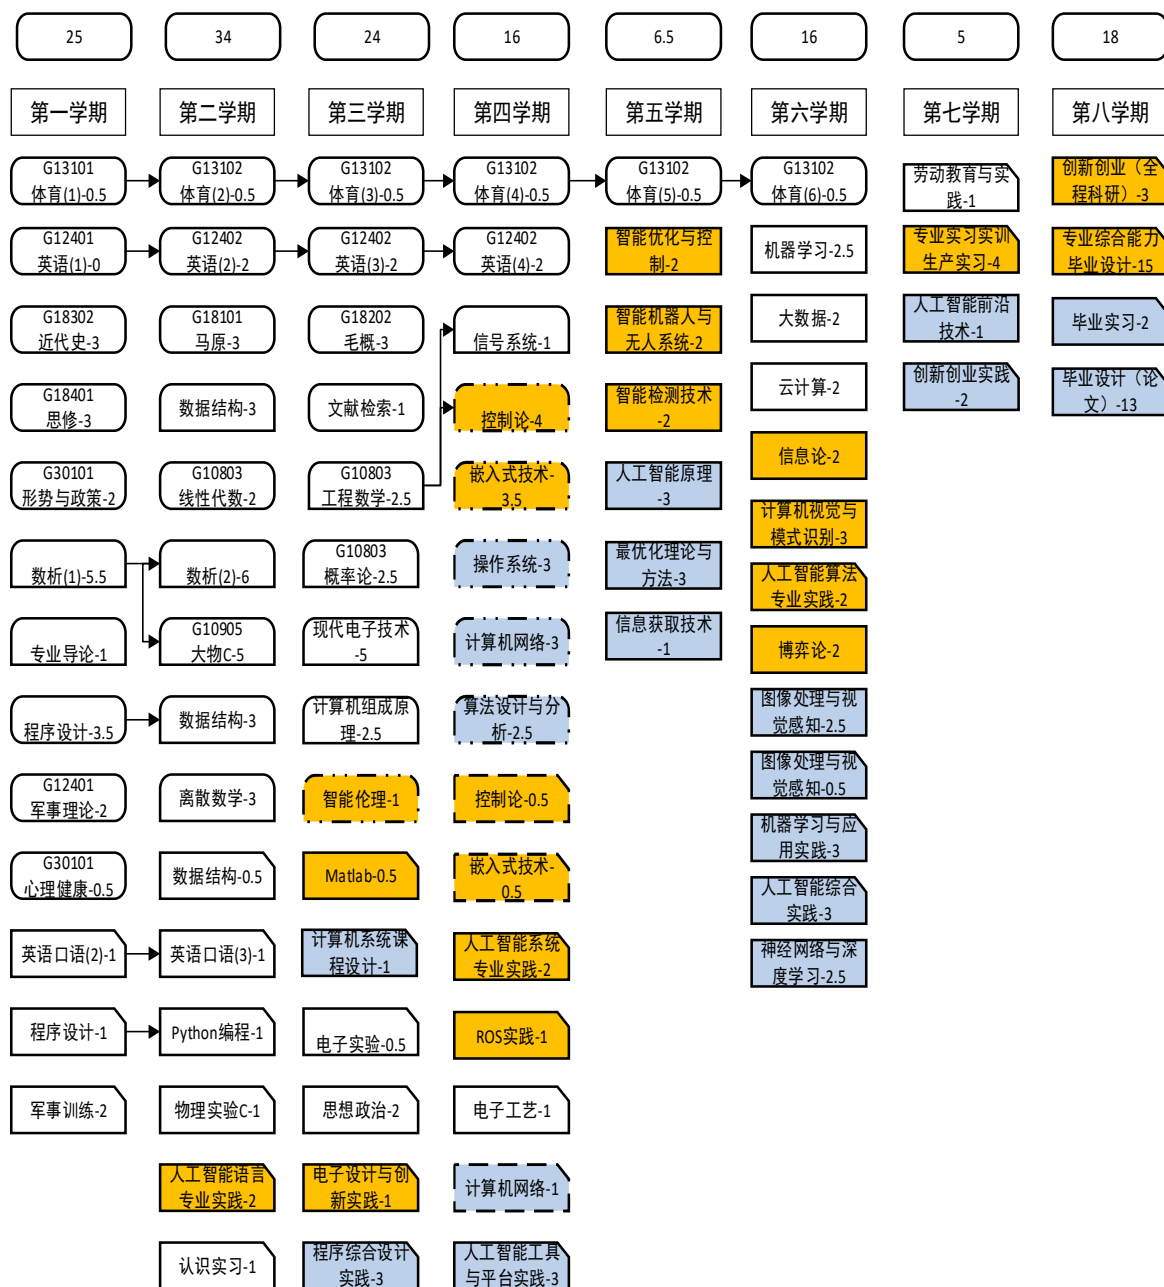 25
34
24
16
6.5
16
5
18
第一学期
第二学期
第三学期
第四学期
第五学期
第六学期
第七学期
第八学期
G13101
体育(1)-0.5
G13102
体育(2)-0.5
G13102
体育(3)-0.5
G13102
体育(4)-0.5
G13102
体育(5)-0.5
G13102
体育(6)-0.5
劳动教育与实
践-1
创新创业（全
程科研）-3
G12401
英语(1)-0
G12402
英语(2)-2
G12402
英语(3)-2
G12402
英语(4)-2
智能优化与控
制-2
机器学习-2.5
专业实习实训
生产实习-4
专业综合能力
毕业设计-15
G18302
近代史-3
G18101
马原-3
G18202
毛概-3
信号系统-1
智能机器人与
无人系统-2
大数据-2
人工智能前沿
技术-1
毕业实习-2
G18401
思修-3
数据结构-3
文献检索-1
控制论-4
智能检测技术
-2
云计算-2
创新创业实践
-2
毕业设计（论
文）-13
G30101
形势与政策-2
G10803
线性代数-2
G10803
工程数学-2.5
嵌入式技术-
3.5
人工智能原理
-3
信息论-2
数析(1)-5.5
数析(2)-6
G10803
概率论-2.5
操作系统-3
最优化理论与
方法-3
计算机视觉与
模式识别-3
人工智能算法
专业实践-2
专业导论-1
G10905
大物C-5
现代电子技术
-5
计算机网络-3
信息获取技术
-1
博弈论-2
程序设计-3.5
数据结构-3
计算机组成原
理-2.5
算法设计与分
析-2.5
图像处理与视
觉感知-2.5
G12401
军事理论-2
离散数学-3
智能伦理-1
控制论-0.5
图像处理与视
觉感知-0.5
机器学习与应
用实践-3
G30101
心理健康-0.5
数据结构-0.5
Matlab-0.5
嵌入式技术-
0.5
人工智能综合
实践-3
英语口语(2)-1
英语口语(3)-1
计算机系统课
程设计-1
人工智能系统
专业实践-2
神经网络与深
度学习-2.5
程序设计-1
Python编程-1
电子实验-0.5
ROS实践-1
军事训练-2
物理实验C-1
思想政治-2
电子工艺-1
人工智能语言
专业实践-2
电子设计与创
新实践-1
计算机网络-1
认识实习-1
程序综合设计
实践-3
人工智能工具
与平台实践-3